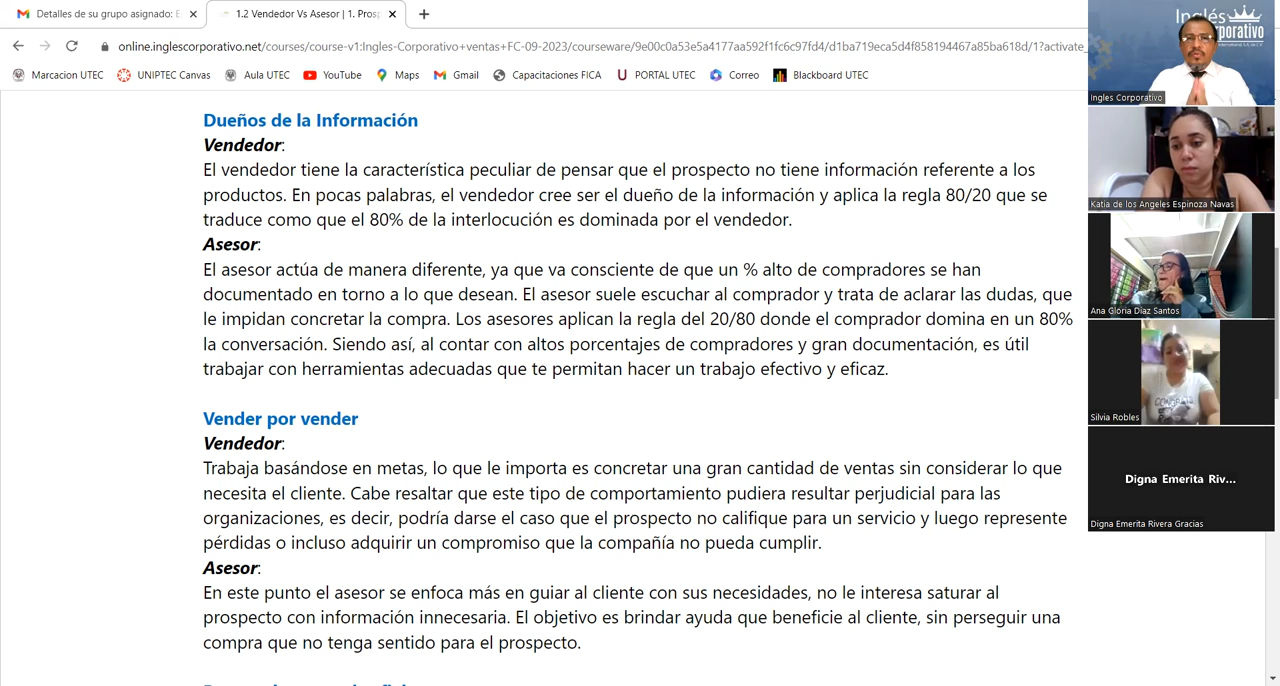 Detalles de su grupo asignado: E
1.2 Vendedor Vs Asesor | 1. Prosp
online.inglescorporativo.net/courses/course-v1:Ingles-Corporativo+ventas+FC-09-2023/courseware/9e00c0a53e5a4177aa592f1fc6c97fd4/d1ba719eca5d4f858194467a85ba618d/1?activate_
Marcacion UTEC
UNIPTEC Canvas
Aula UTEC
YouTube
Maps
Gmail
Capacitaciones FICA
PORTAL UTEC
Correo
Blackboard UTEC
Dueños de la Información
Vendedor:
El vendedor tiene la característica peculiar de pensar que el prospecto no tiene información referente a los
productos. En pocas palabras, el vendedor cree ser el dueño de la información y aplica la regla 80/20 que se
traduce como que el 80% de la interlocución es dominada por el vendedor.
Asesor:
El asesor actúa de manera diferente, ya que va consciente de que un % alto de compradores se han
documentado en torno a lo que desean. El asesor suele escuchar al comprador y trata de aclarar las dudas, que
le impidan concretar la compra. Los asesores aplican la regla del 20/80 donde el comprador domina en un 80%
la conversación. Siendo así, al contar con altos porcentajes de compradores y gran documentación, es útil
trabajar con herramientas adecuadas que te permitan hacer un trabajo efectivo y eficaz.
Vender por vender
Vendedor:
Trabaja basándose en metas, lo que le importa es concretar una gran cantidad de ventas sin considerar lo que
necesita el cliente. Cabe resaltar que este tipo de comportamiento pudiera resultar perjudicial para las
organizaciones, es decir, podría darse el caso que el prospecto no califique para un servicio y luego represente
pérdidas o incluso adquirir un compromiso que la compañía no pueda cumplir.
Asesor:
En este punto el asesor se enfoca más en guiar al cliente con sus necesidades, no le interesa saturar al
prospecto con información innecesaria. El objetivo es brindar ayuda que beneficie al cliente, sin perseguir una
compra que no tenga sentido para el prospecto.
Inglés
Ingles Corporativo
Katia de los Angeles Espinoza Navas
Ana Gloria Diaz Santos
Silvia Robles
Digna Emerita Riv...
Digna Emerita Rivera Gracias